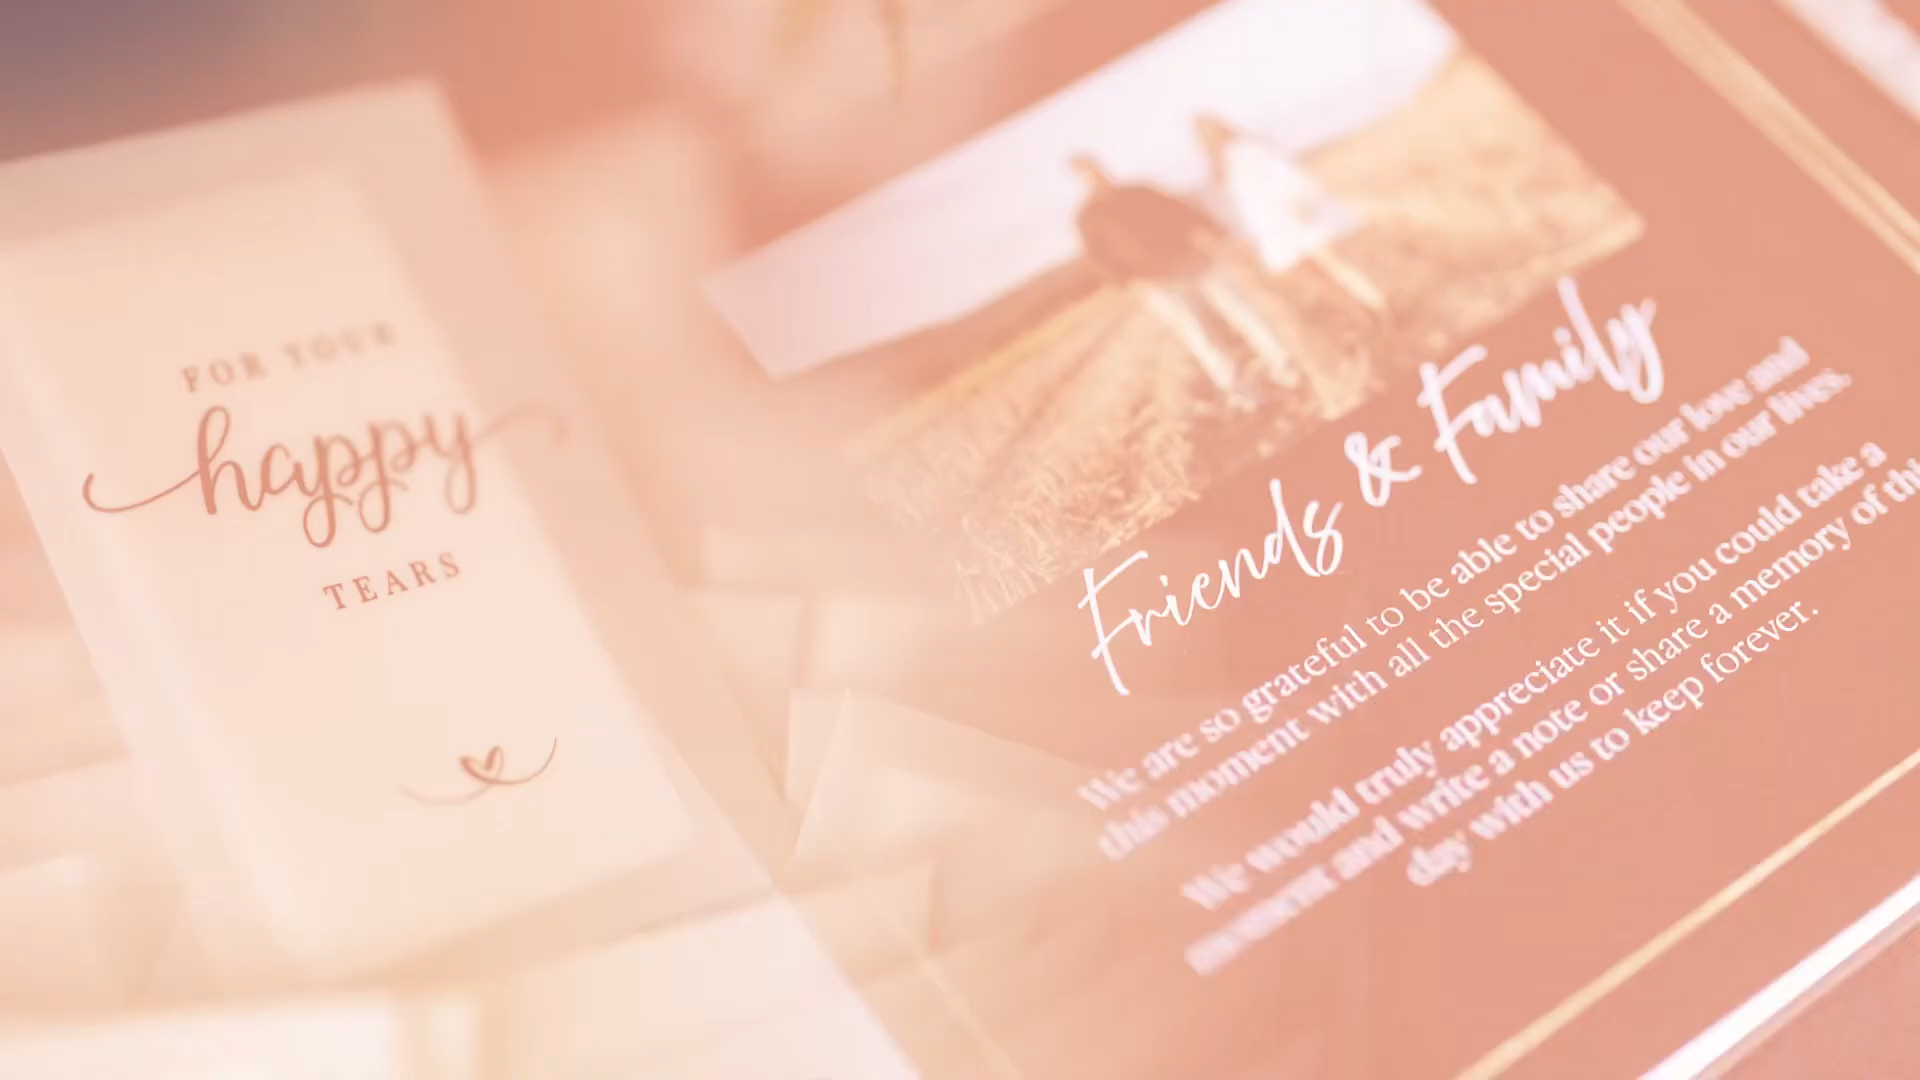 FOR YOUR
happy
TEARS
Friends & Family
We are so grateful to be able to share our love and
this moment with all the special people in our lives.
We would truly appreciate it if you could take a
moment and write a note or share a memory of this
day with us to keep forever.